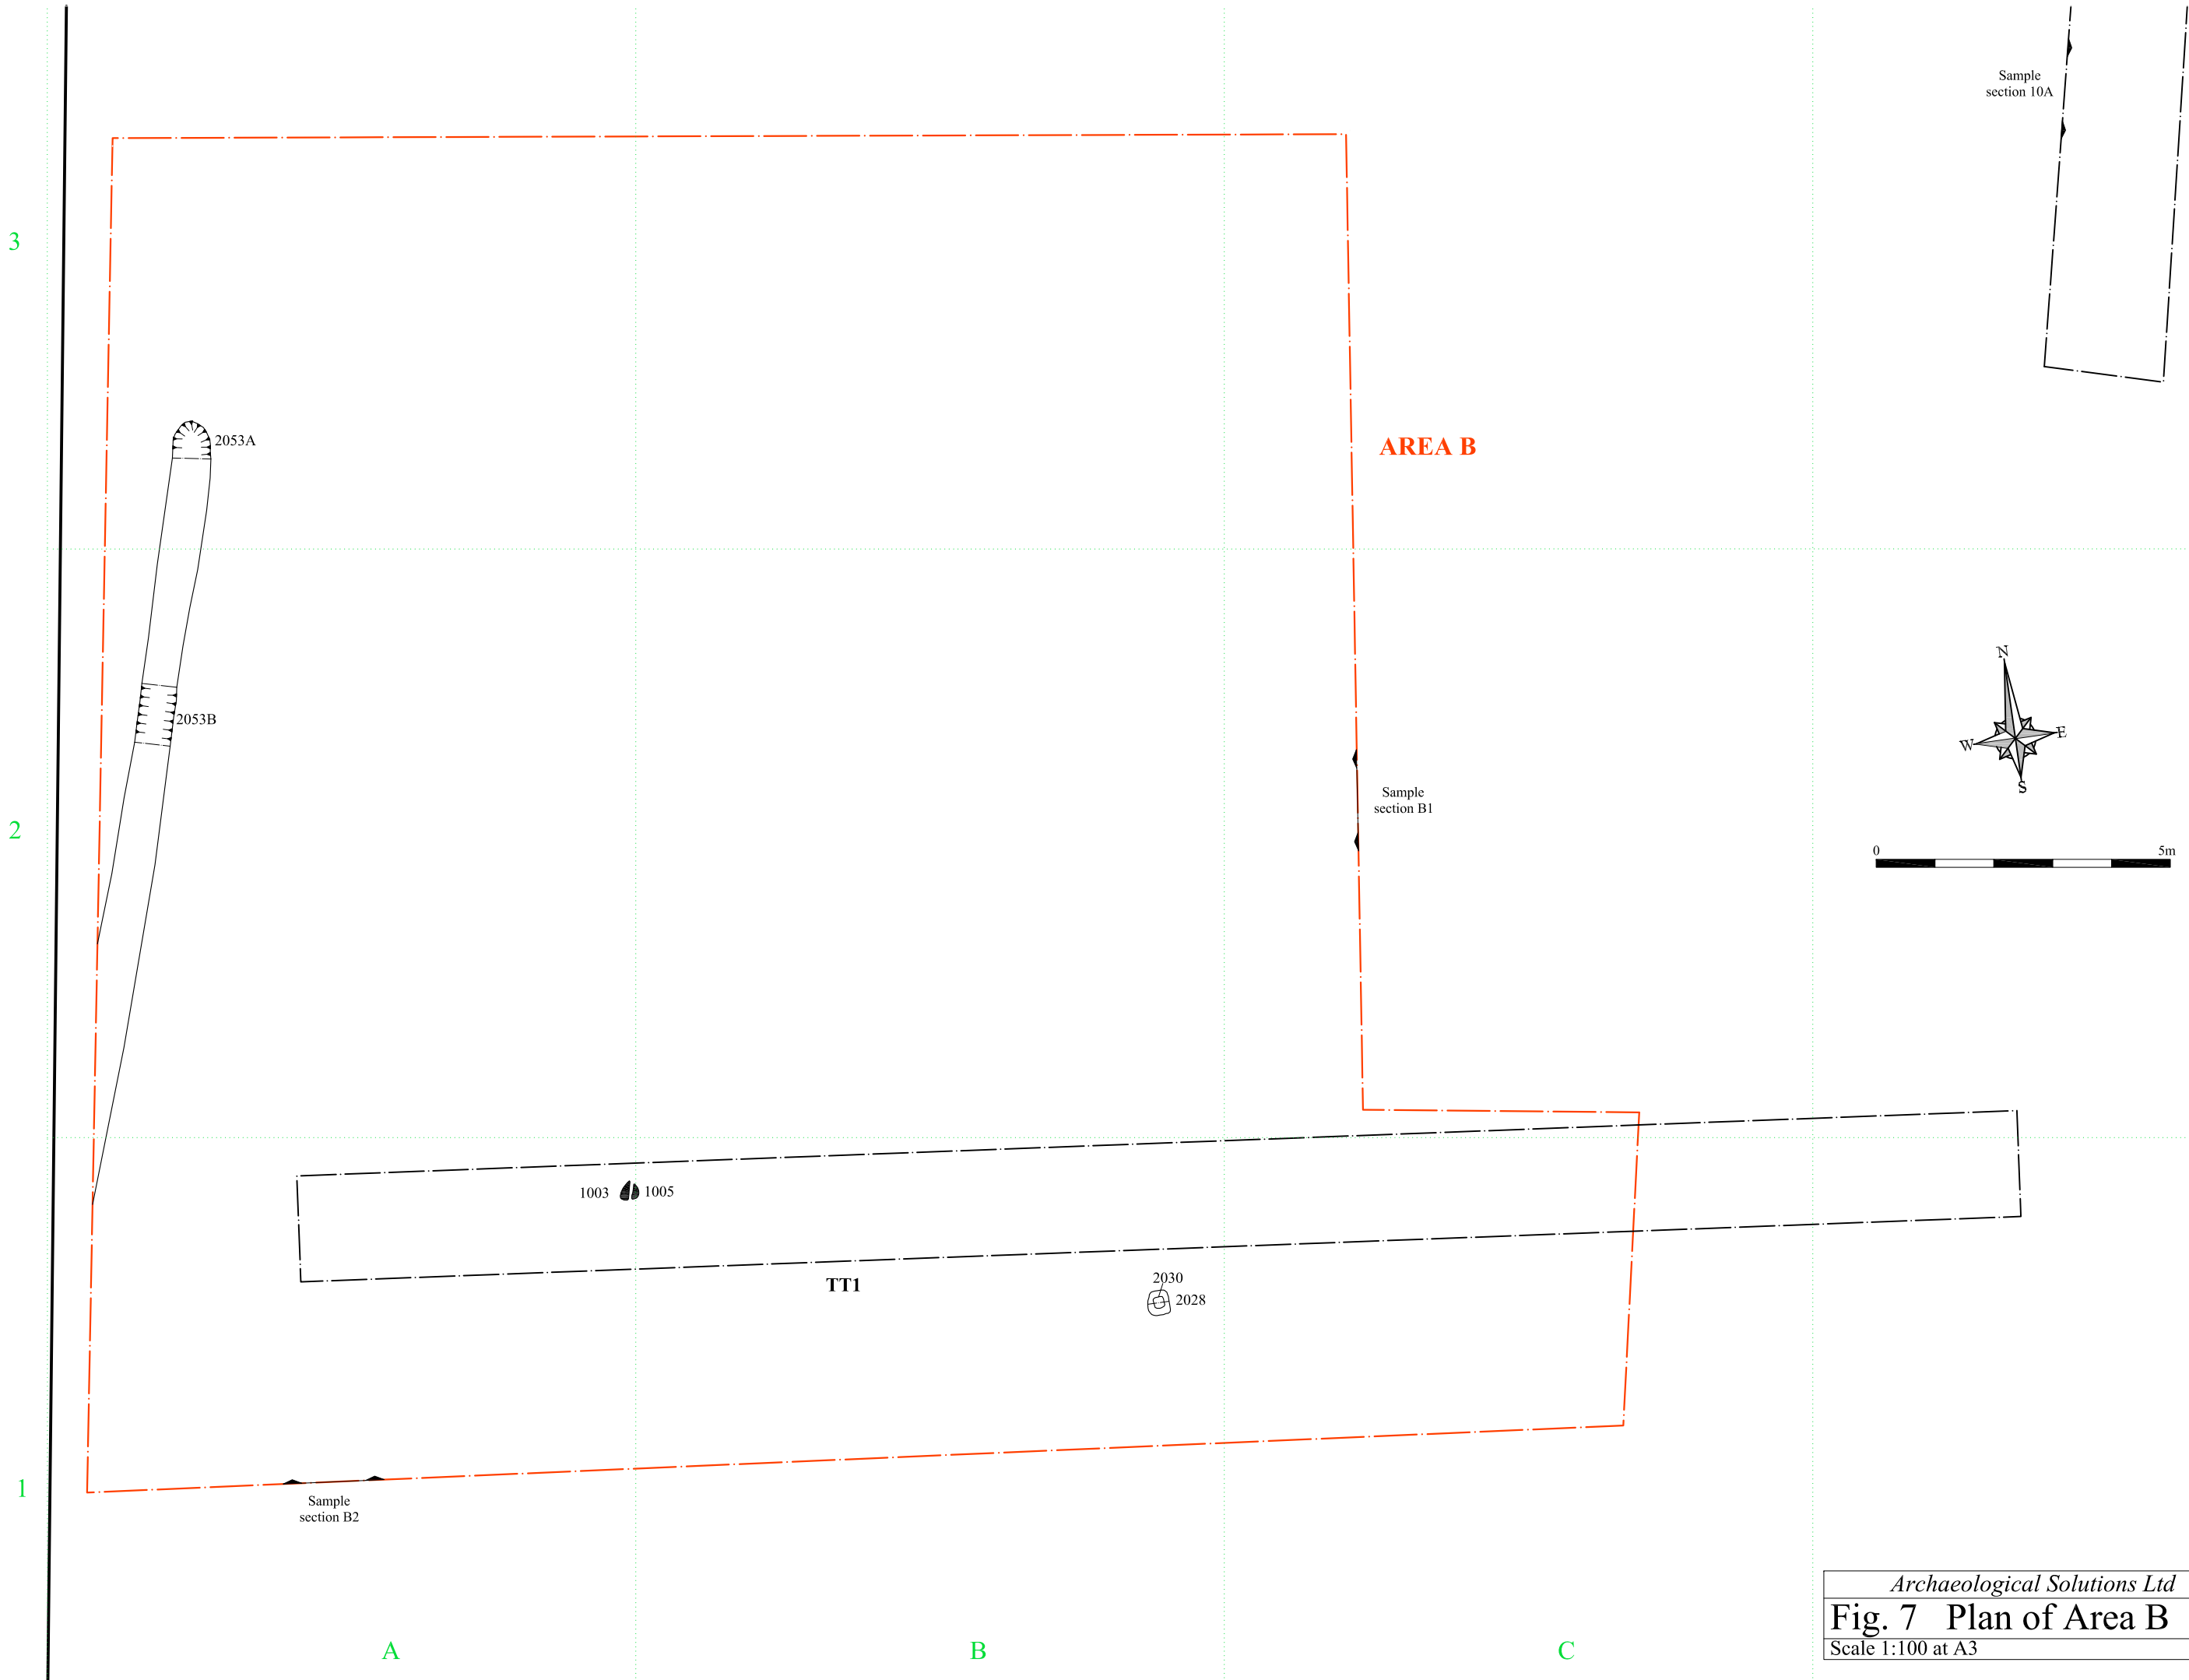 Sample
section 10A
3
2053A
AREA B
N
W
E
S
2053B
Sample
section B1
2
0
5m
1003
1005
TT1
2030
2028
1
Sample
section B2
A
B
C
Archaeological Solutions Ltd
Fig. 7 Plan of Area B
Scale 1:100 at A3